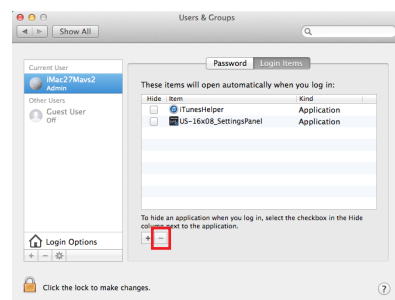 Users & Groups
Show All
Current User
iMac27Mavs2
Admin
Other Users
Guest User
Off
Login Options
Password Login Items
These items will open automatically when you log in:
Hide Item Kind
iTunesHelper Application
US-16x08_SettingsPanel Application
To hide an application when you log in, select the checkbox in the Hide
column next to the application.
+ −
+ −
Click the lock to make changes.
?